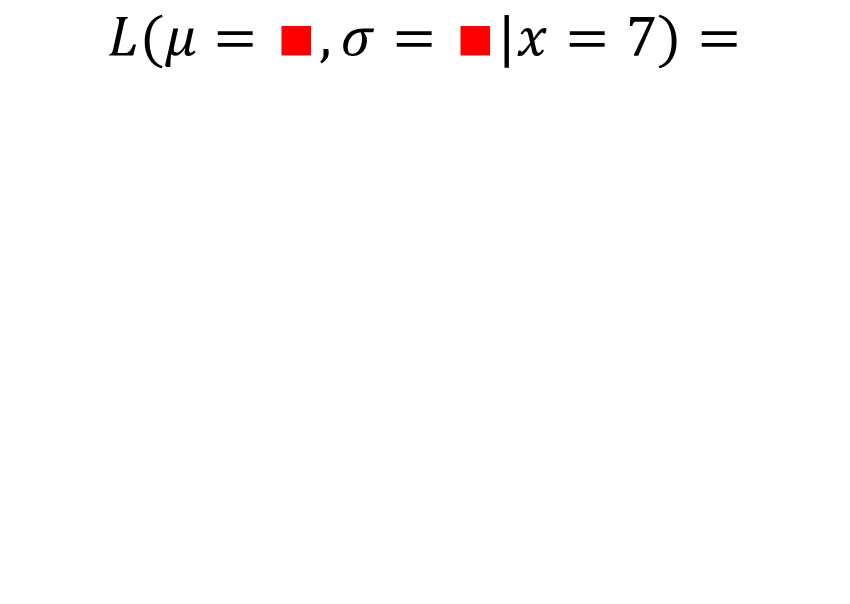 L(μ = ■, σ = ■|x = 7) =